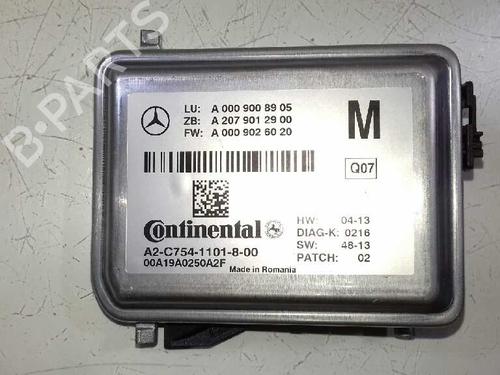 B-PARTS
LU: A 000 900 89 05
ZB: A 207 901 29 00
FW: A 000 902 60 20
M
Q07
Continental
HW: 04-13
DIAG-K: 0216
SW: 48-13
PATCH: 02
A2-C754-1101-8-00
00A19A0250A2F
Made in Romania